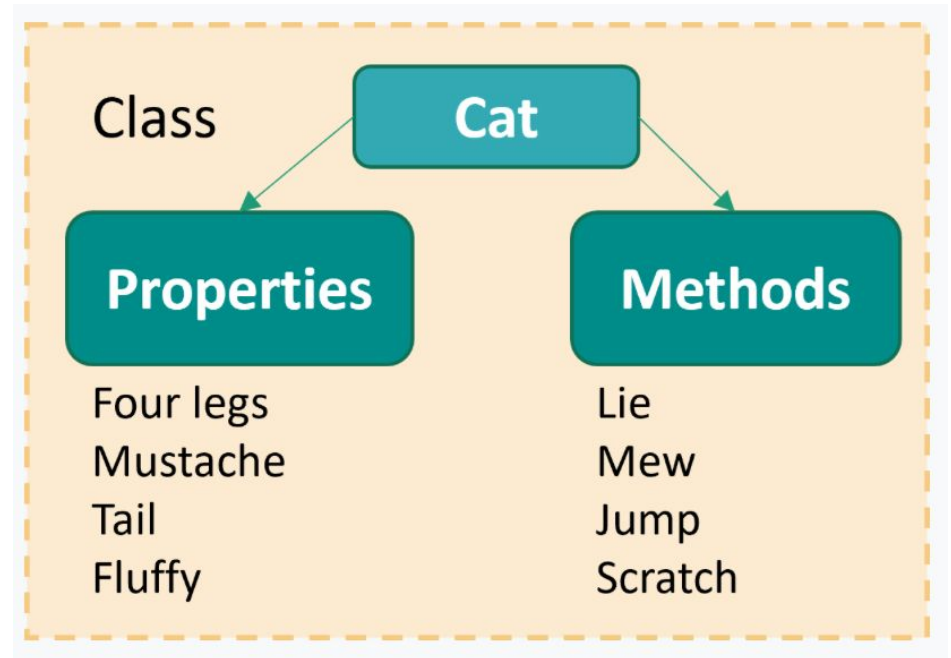 Class
Cat
Properties
Four legs
Mustache
Tail
Fluffy
Methods
Lie
Mew
Jump
Scratch